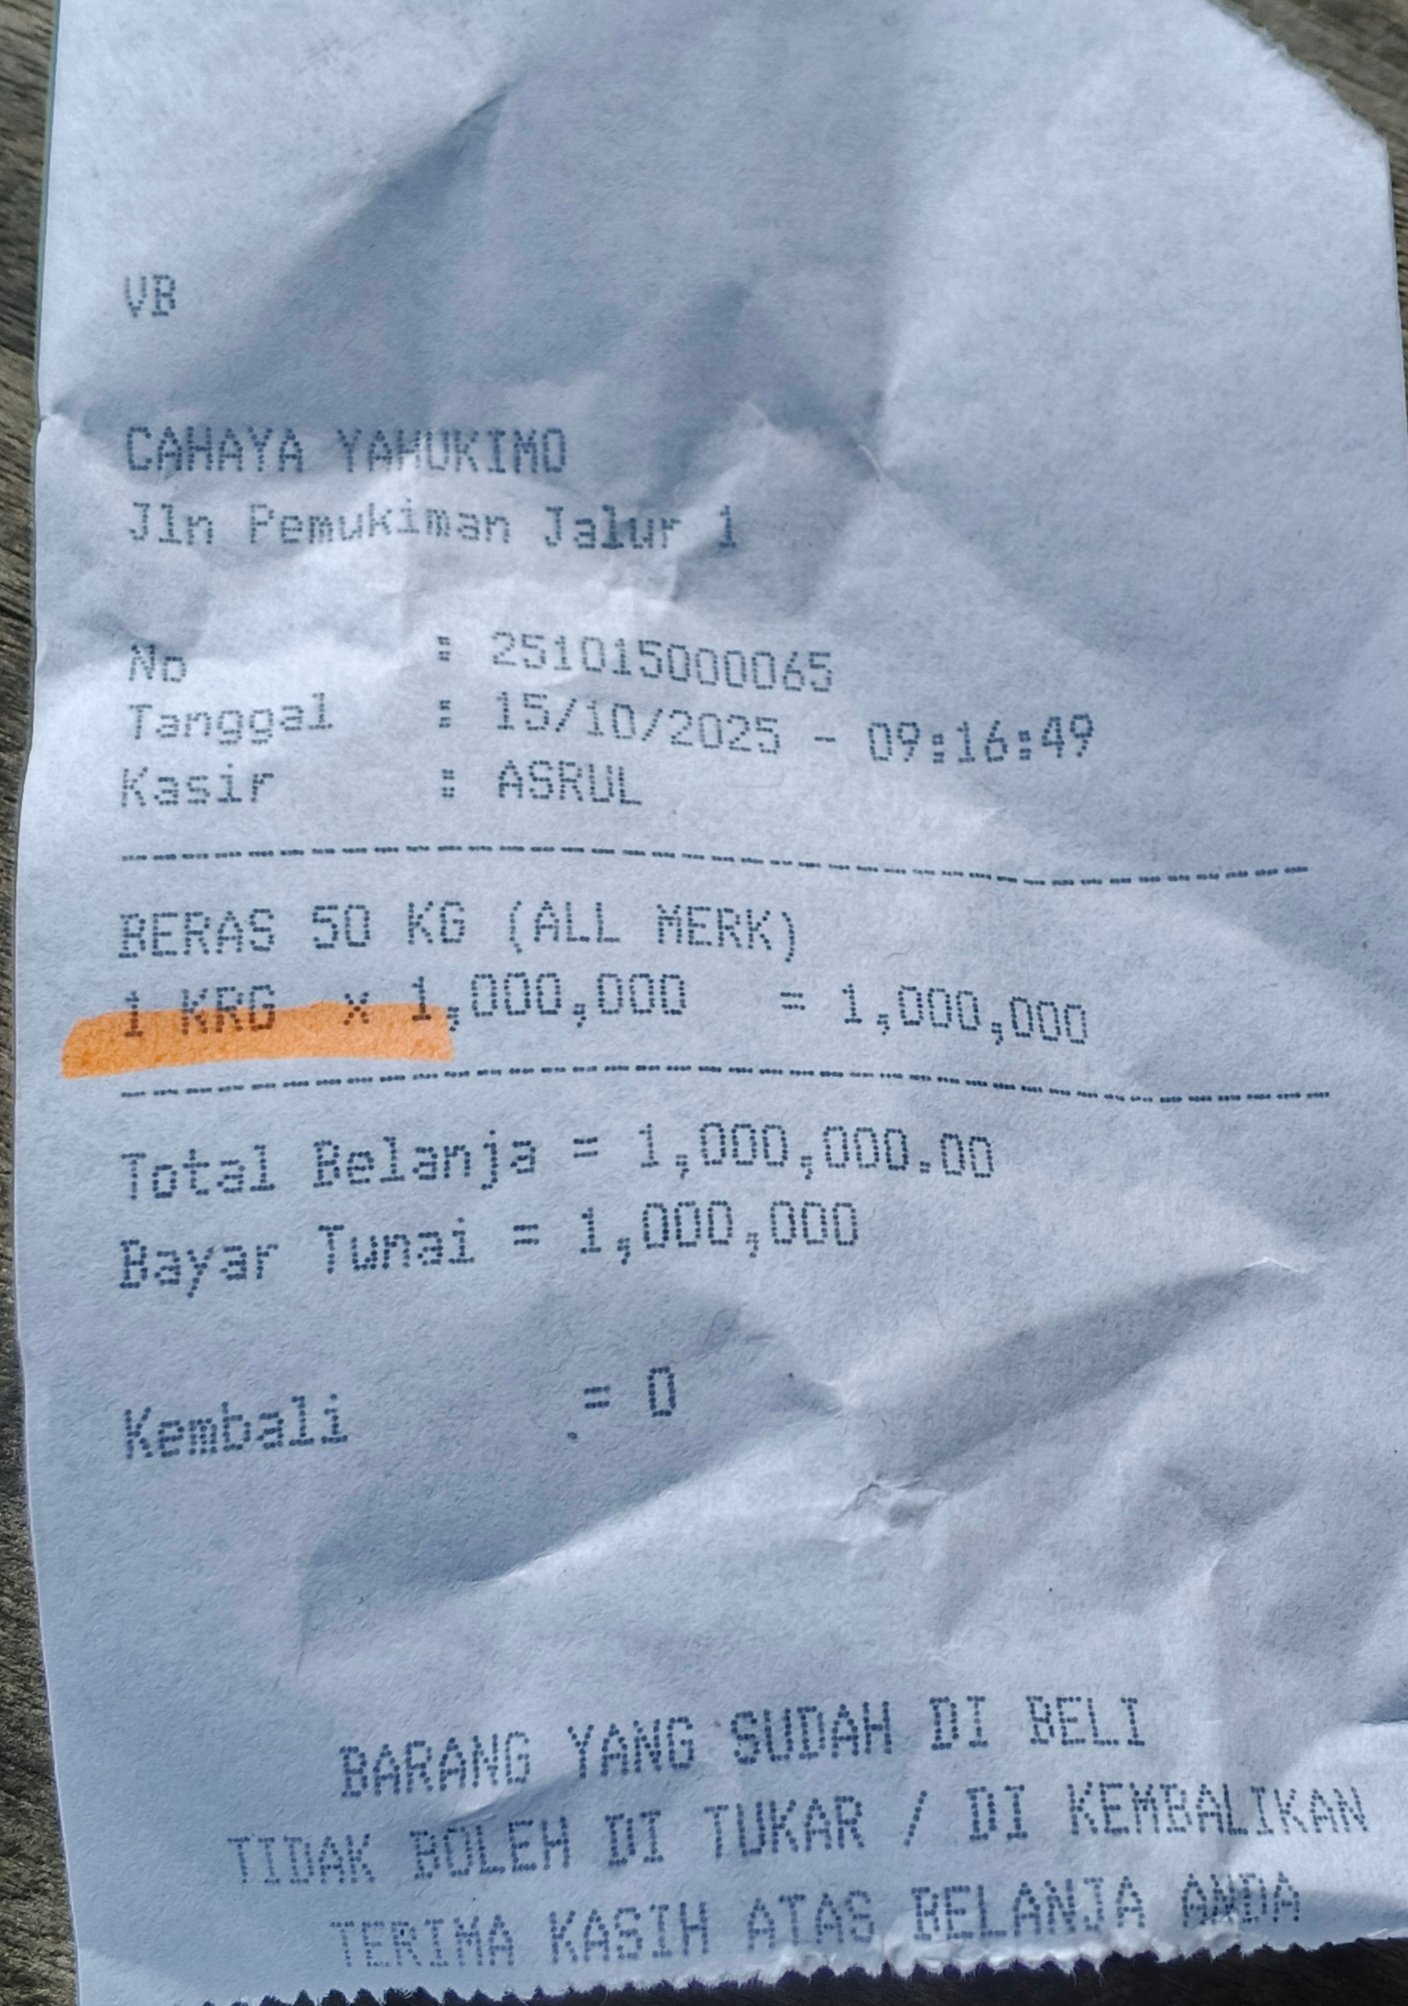 VB
CAHAYA YAHUKIMO
Jln Pemukiman Jalur 1
No : 251015000065
Tanggal : 15/10/2025 - 09:16:49
Kasir : ASRUL
BERAS 50 KG (ALL MERK)
1 KRG x 1,000,000 = 1,000,000
Total Belanja = 1,000,000.00
Bayar Tunai = 1,000,000
Kembali = 0
BARANG YANG SUDAH DI BELI
TIDAK BOLEH DI TUKAR / DI KEMBALIKAN
TERIMA KASIH ATAS BELANJA ANDA